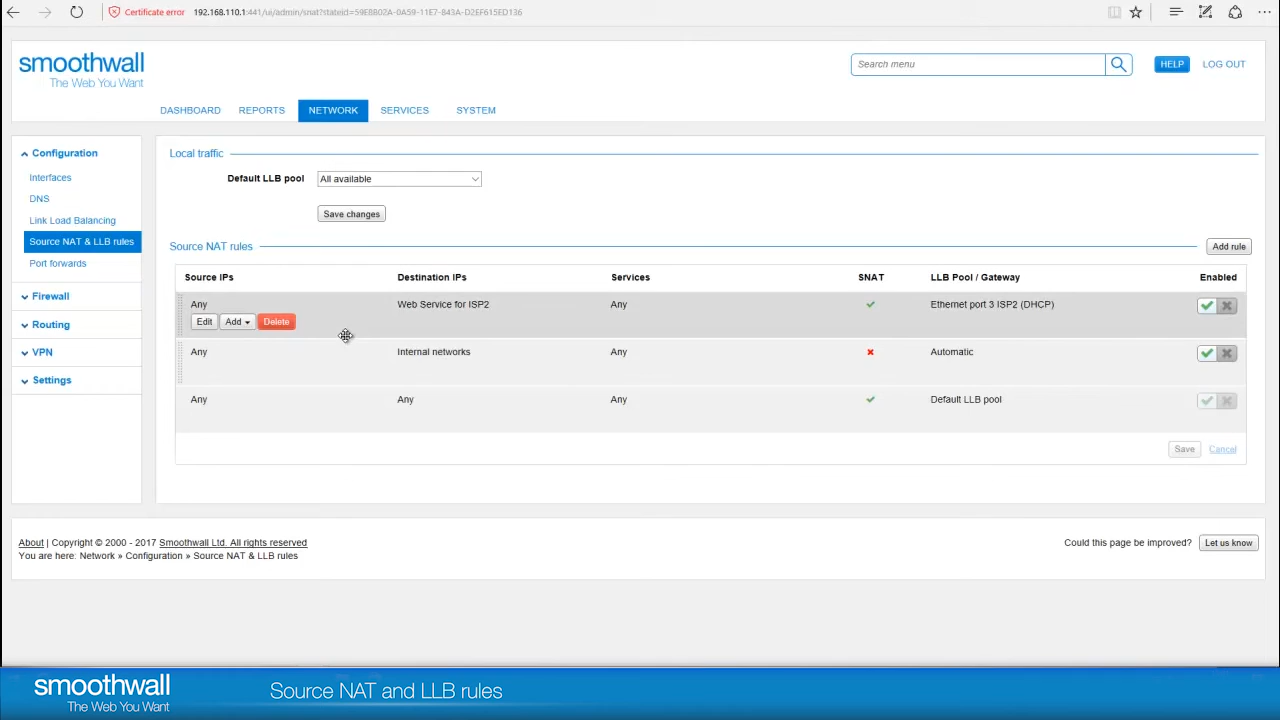 Certificate error 192.168.110.1:441/ui/admin/snat?stateid=59E8802A-0A59-11E7-843A-D2EF615ED136
smoothwall
The Web You Want
Search menu
HELP
LOG OUT
DASHBOARD REPORTS NETWORK SERVICES SYSTEM
Configuration
Interfaces
DNS
Link Load Balancing
Source NAT & LLB rules
Port forwards
Firewall
Routing
VPN
Settings
Local traffic
Default LLB pool All available
Save changes
Source NAT rules Add rule
Source IPs Destination IPs Services SNAT LLB Pool / Gateway Enabled
Any Web Service for ISP2 Any Ethernet port 3 ISP2 (DHCP)
Edit Add Delete
Any Internal networks Any Automatic
Any Any Any Default LLB pool
Save Cancel
About | Copyright © 2000 - 2017 Smoothwall Ltd. All rights reserved
You are here: Network » Configuration » Source NAT & LLB rules
Could this page be improved? Let us know
smoothwall
The Web You Want
Source NAT and LLB rules